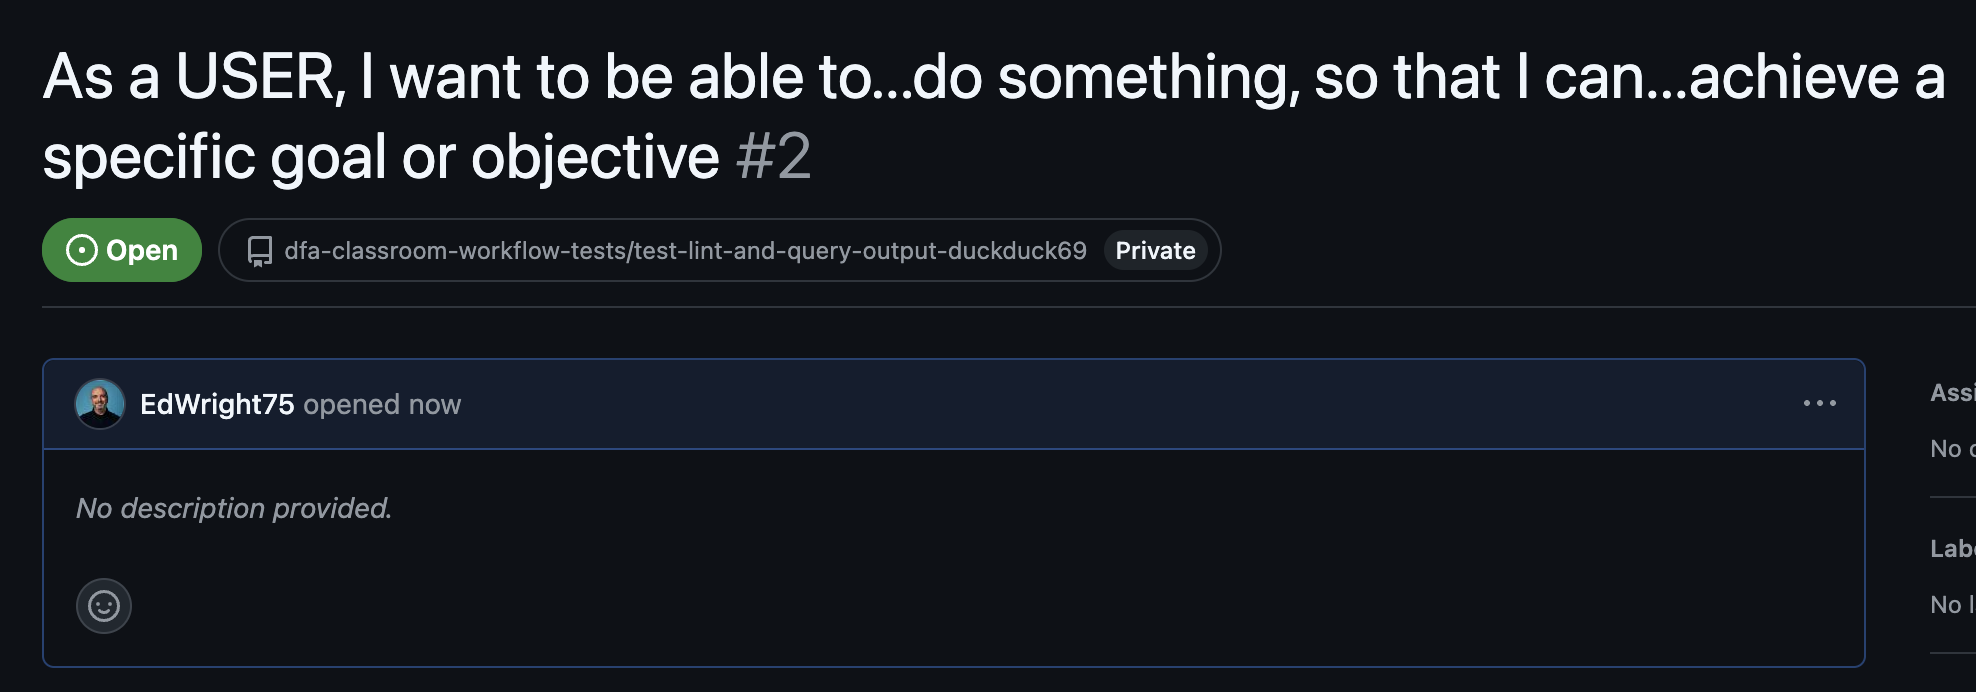 As a USER, I want to be able to...do something, so that I can...achieve a
specific goal or objective #2
Open
dfa-classroom-workflow-tests/test-lint-and-query-output-duckduck69 Private
EdWright75 opened now
Assi
No
No description provided.
Labe
No l